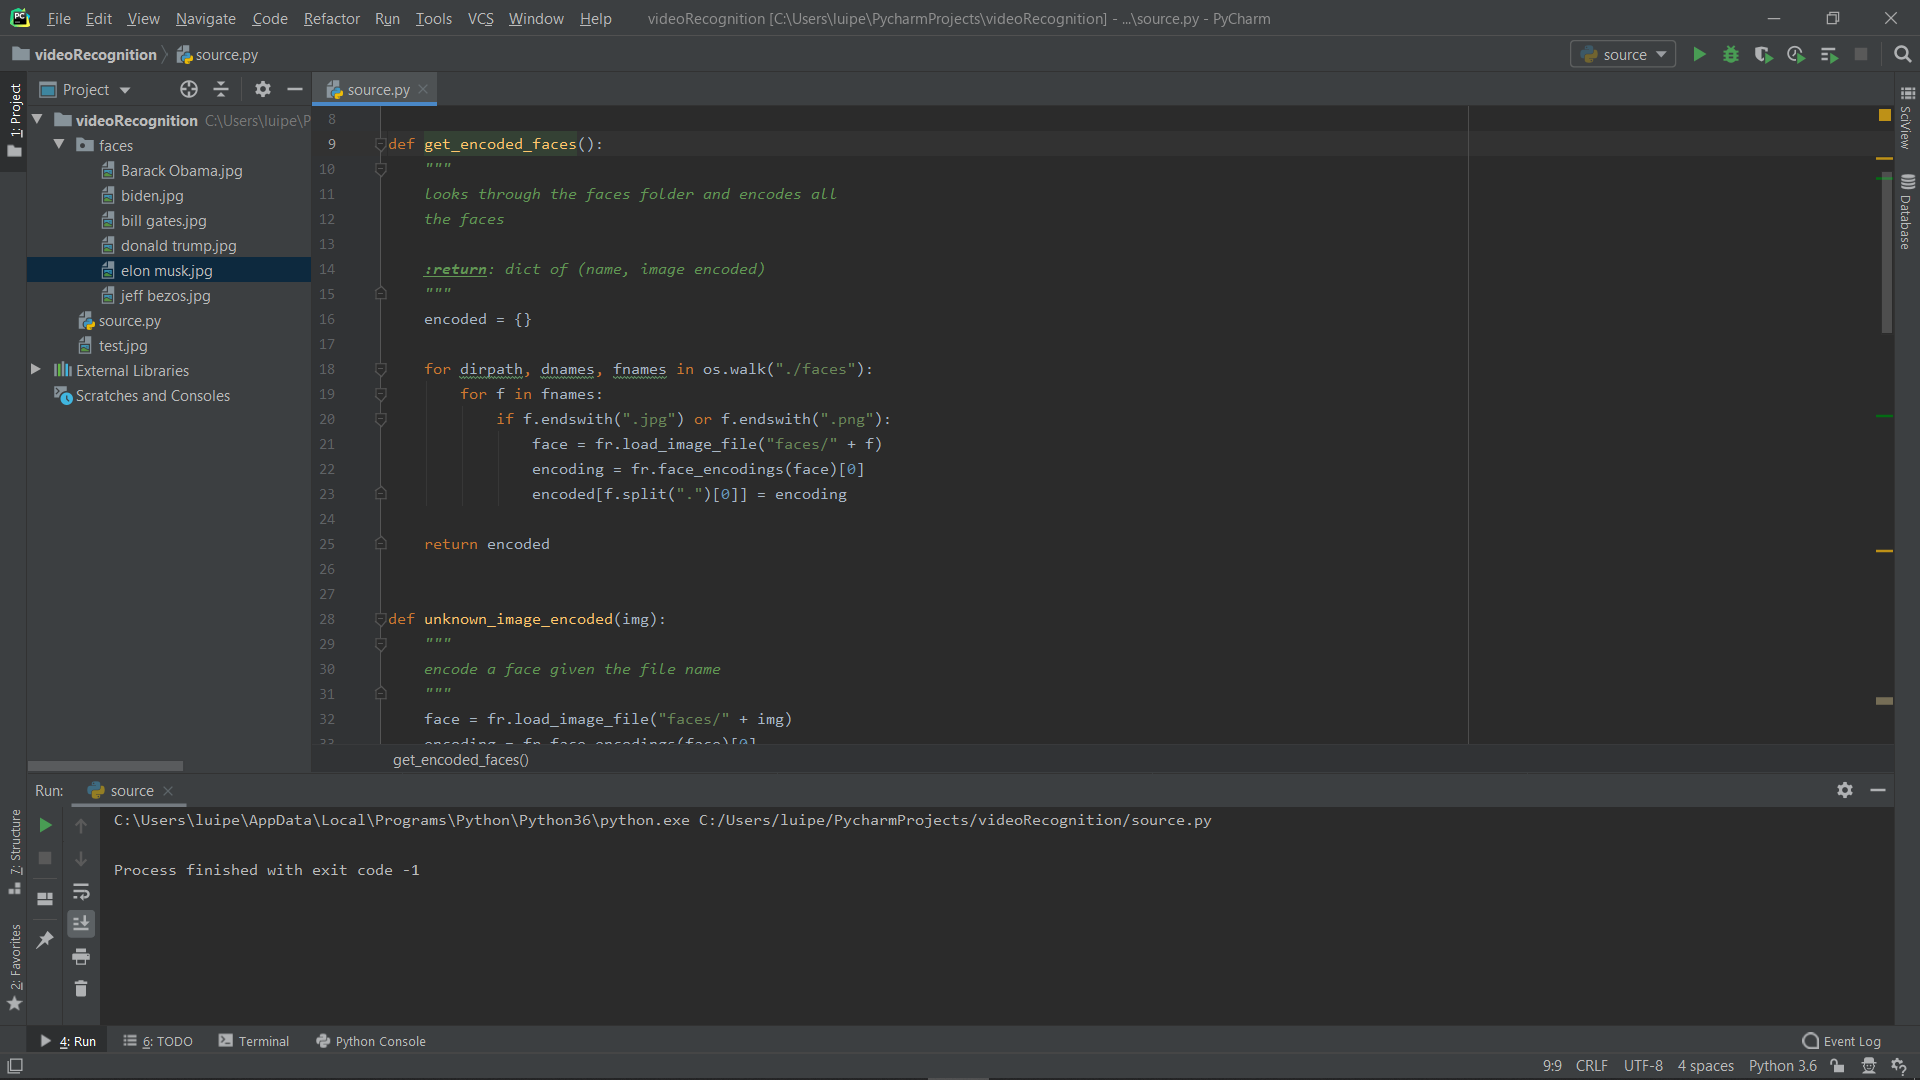 File Edit View Navigate Code Refactor Run Tools VCS Window Help videoRecognition [C:\Users\luipe\PycharmProjects\videoRecognition] - ...\source.py - PyCharm
videoRecognition source.py source
1: Project
Project source.py
videoRecognition C:\Users\luipe\P
faces
Barack Obama.jpg
biden.jpg
bill gates.jpg
donald trump.jpg
elon musk.jpg
jeff bezos.jpg
source.py
test.jpg
External Libraries
Scratches and Consoles
8
9 def get_encoded_faces():
10 """
11 looks through the faces folder and encodes all
12 the faces
13
14 :return: dict of (name, image encoded)
15 """
16 encoded = {}
17
18 for dirpath, dnames, fnames in os.walk("./faces"):
19 for f in fnames:
20 if f.endswith(".jpg") or f.endswith(".png"):
21 face = fr.load_image_file("faces/" + f)
22 encoding = fr.face_encodings(face)[0]
23 encoded[f.split(".")[0]] = encoding
24
25 return encoded
26
27
28 def unknown_image_encoded(img):
29 """
30 encode a face given the file name
31 """
32 face = fr.load_image_file("faces/" + img)
33 encoding = fr.face_encodings(face)[0]
get_encoded_faces()
SciView
Database
Run: source
C:\Users\luipe\AppData\Local\Programs\Python\Python36\python.exe C:/Users/luipe/PycharmProjects/videoRecognition/source.py
Process finished with exit code -1
7: Structure
2: Favorites
4: Run 6: TODO Terminal Python Console Event Log
9:9 CRLF UTF-8 4 spaces Python 3.6